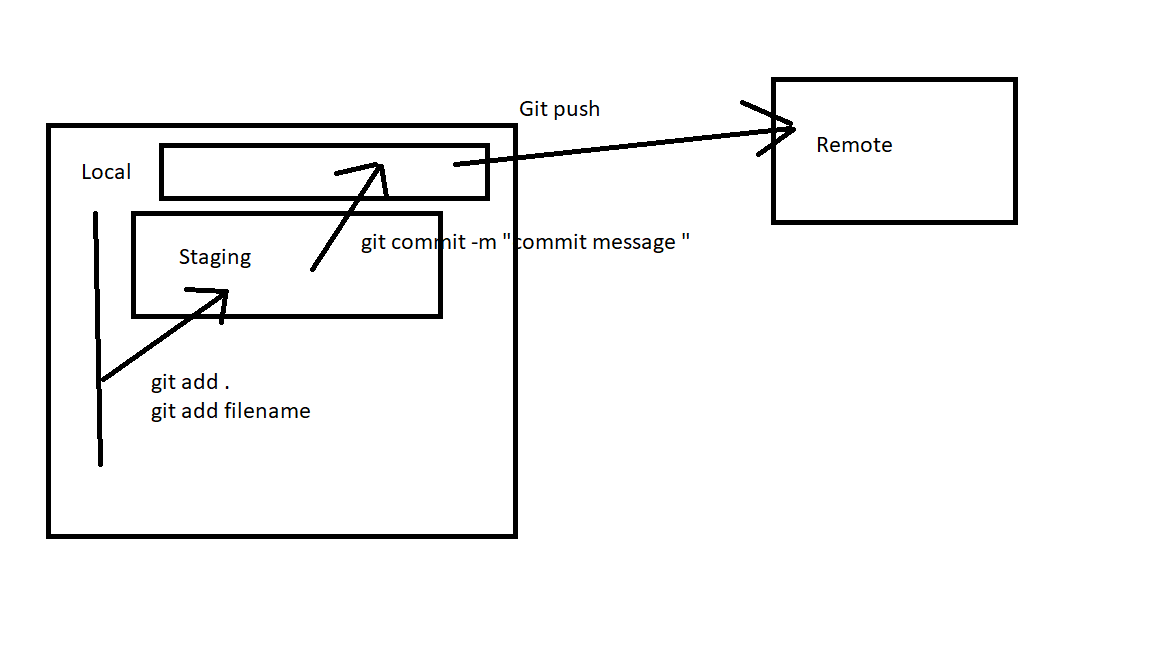 Git push
Remote
Local
git commit -m "commit message "
Staging
git add .
git add filename